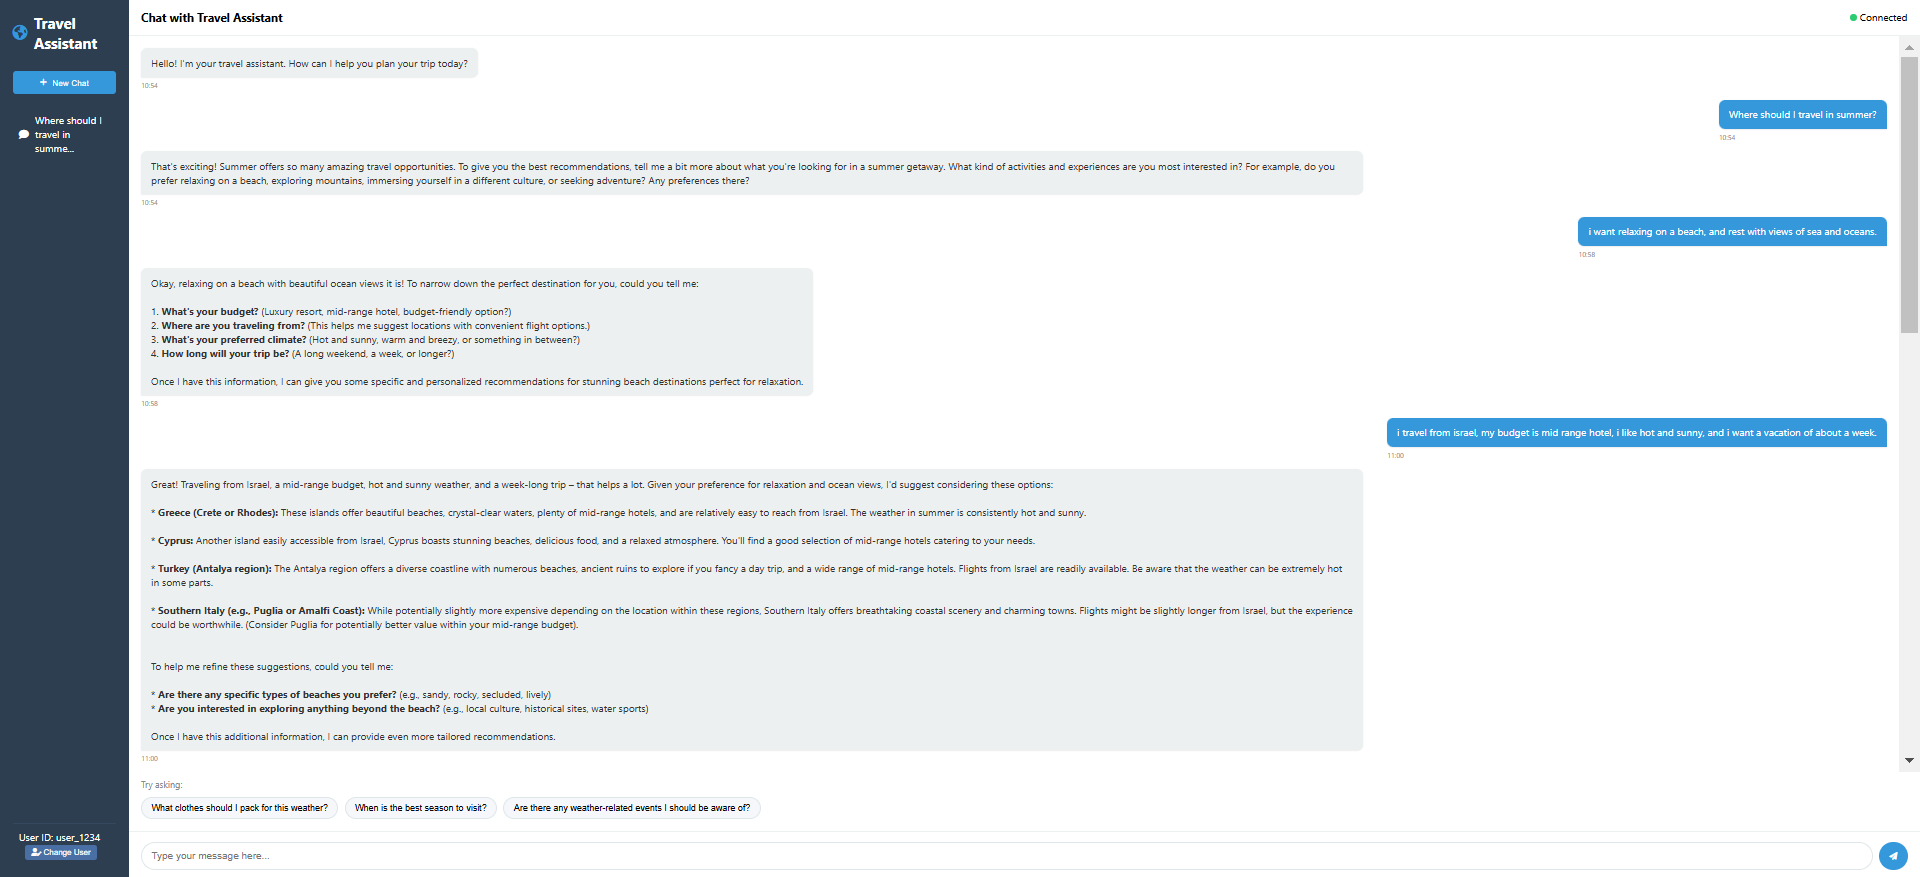 Travel
Assistant
New Chat
Where should I
travel in
summe...
User ID: user_1234
Change User
Chat with Travel Assistant
Connected
Hello! I'm your travel assistant. How can I help you plan your trip today?
10:54
Where should I travel in summer?
10:54
That's exciting! Summer offers so many amazing travel opportunities. To give you the best recommendations, tell me a bit more about what you're looking for in a summer getaway. What kind of activities and experiences are you most interested in? For example, do you
prefer relaxing on a beach, exploring mountains, immersing yourself in a different culture, or seeking adventure? Any preferences there?
10:54
i want relaxing on a beach, and rest with views of sea and oceans.
10:58
Okay, relaxing on a beach with beautiful ocean views it is! To narrow down the perfect destination for you, could you tell me:
1. What's your budget? (Luxury resort, mid-range hotel, budget-friendly option?)
2. Where are you traveling from? (This helps me suggest locations with convenient flight options.)
3. What's your preferred climate? (Hot and sunny, warm and breezy, or something in between?)
4. How long will your trip be? (A long weekend, a week, or longer?)
Once I have this information, I can give you some specific and personalized recommendations for stunning beach destinations perfect for relaxation.
10:58
i travel from israel, my budget is mid range hotel, i like hot and sunny, and i want a vacation of about a week.
11:00
Great! Traveling from Israel, a mid-range budget, hot and sunny weather, and a week-long trip – that helps a lot. Given your preference for relaxation and ocean views, I'd suggest considering these options:
* Greece (Crete or Rhodes): These islands offer beautiful beaches, crystal-clear waters, plenty of mid-range hotels, and are relatively easy to reach from Israel. The weather in summer is consistently hot and sunny.
* Cyprus: Another island easily accessible from Israel, Cyprus boasts stunning beaches, delicious food, and a relaxed atmosphere. You'll find a good selection of mid-range hotels catering to your needs.
* Turkey (Antalya region): The Antalya region offers a diverse coastline with numerous beaches, ancient ruins to explore if you fancy a day trip, and a wide range of mid-range hotels. Flights from Israel are readily available. Be aware that the weather can be extremely hot
in some parts.
* Southern Italy (e.g., Puglia or Amalfi Coast): While potentially slightly more expensive depending on the location within these regions, Southern Italy offers breathtaking coastal scenery and charming towns. Flights might be slightly longer from Israel, but the experience
could be worthwhile. (Consider Puglia for potentially better value within your mid-range budget).
To help me refine these suggestions, could you tell me:
* Are there any specific types of beaches you prefer? (e.g., sandy, rocky, secluded, lively)
* Are you interested in exploring anything beyond the beach? (e.g., local culture, historical sites, water sports)
Once I have this additional information, I can provide even more tailored recommendations.
11:00
Try asking:
What clothes should I pack for this weather?
When is the best season to visit?
Are there any weather-related events I should be aware of?
Type your message here...